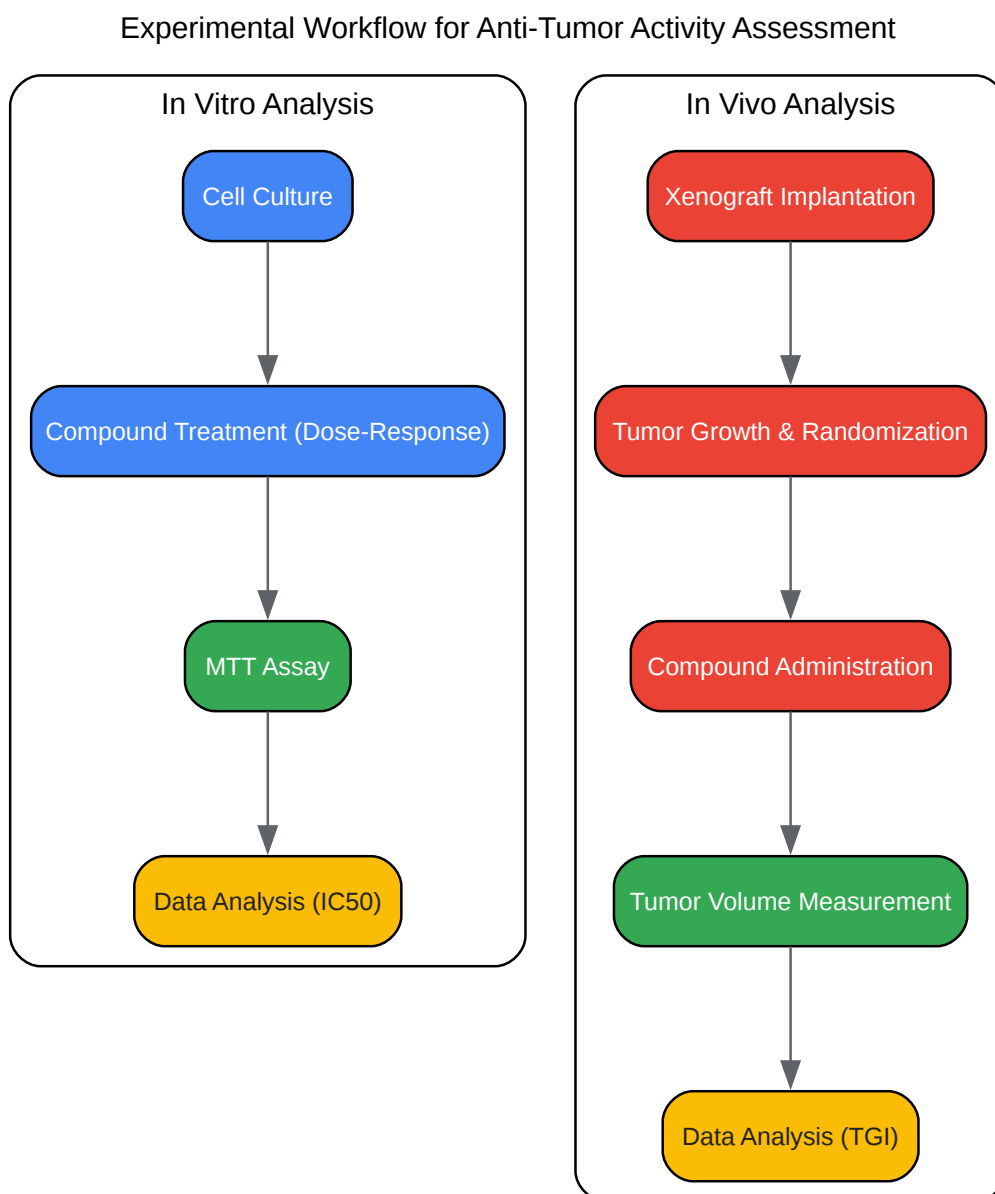 Experimental Workflow for Anti-Tumor Activity Assessment
In Vitro Analysis
Cell Culture
Compound Treatment (Dose-Response)
MTT Assay
Data Analysis (IC50)
In Vivo Analysis
Xenograft Implantation
Tumor Growth & Randomization
Compound Administration
Tumor Volume Measurement
Data Analysis (TGI)